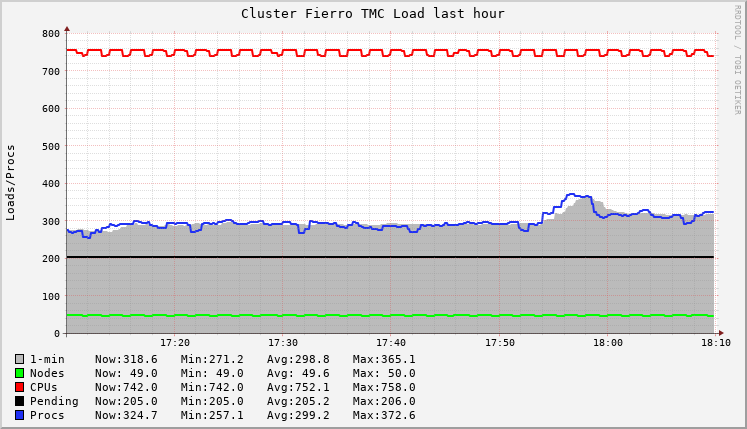 Cluster Fierro TMC Load last hour
RRDTOOL / TOBI OETIKER
Loads/Procs
800
700
600
500
400
300
200
100
0
17:20 17:30 17:40 17:50 18:00 18:10
1-min Now:318.6 Min:271.2 Avg:298.8 Max:365.1
Nodes Now: 49.0 Min: 49.0 Avg: 49.6 Max: 50.0
CPUs Now:742.0 Min:742.0 Avg:752.1 Max:758.0
Pending Now:205.0 Min:205.0 Avg:205.2 Max:206.0
Procs Now:324.7 Min:257.1 Avg:299.2 Max:372.6